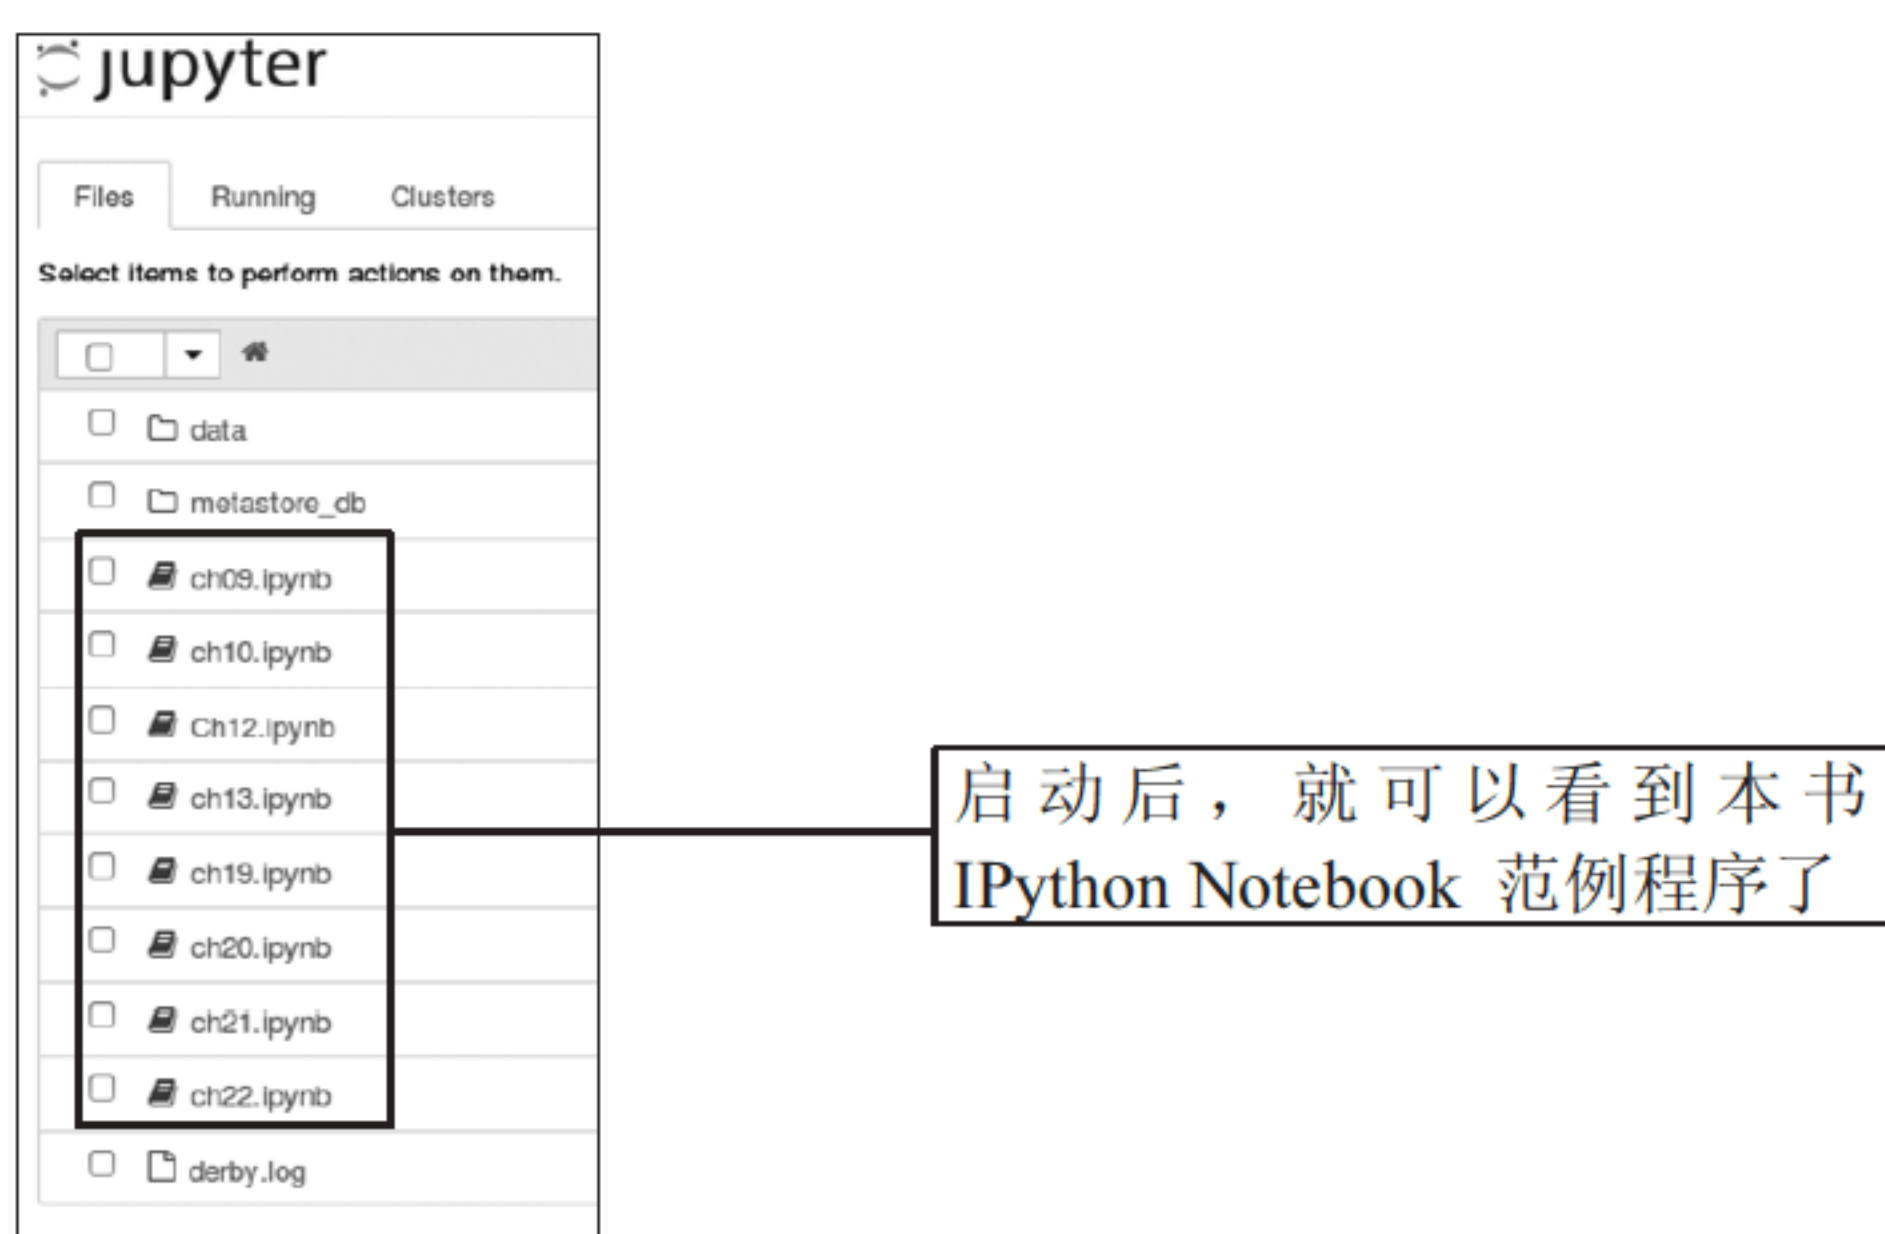 jupyter
Files Running Clusters
Select items to perform actions on them.
data
metastore_db
ch09.ipynb
ch10.ipynb
Ch12.ipynb
ch13.ipynb
启动后，就可以看到本书
IPython Notebook 范例程序了
ch19.ipynb
ch20.ipynb
ch21.ipynb
ch22.ipynb
derby.log